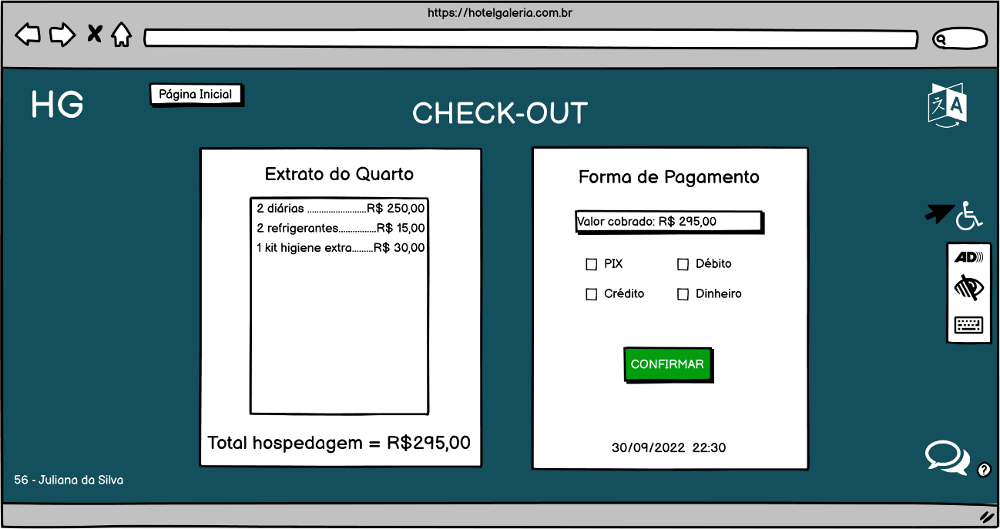 https://hotelgaleria.com.br
HG
Página Inicial
CHECK-OUT
A
Extrato do Quarto
2 diárias .........................R$ 250,00
2 refrigerantes................R$ 15,00
1 kit higiene extra.........R$ 30,00
Total hospedagem = R$295,00
Forma de Pagamento
Valor cobrado: R$ 295,00
PIX
Débito
Crédito
Dinheiro
CONFIRMAR
30/09/2022 22:30
AD
?
56 - Juliana da Silva